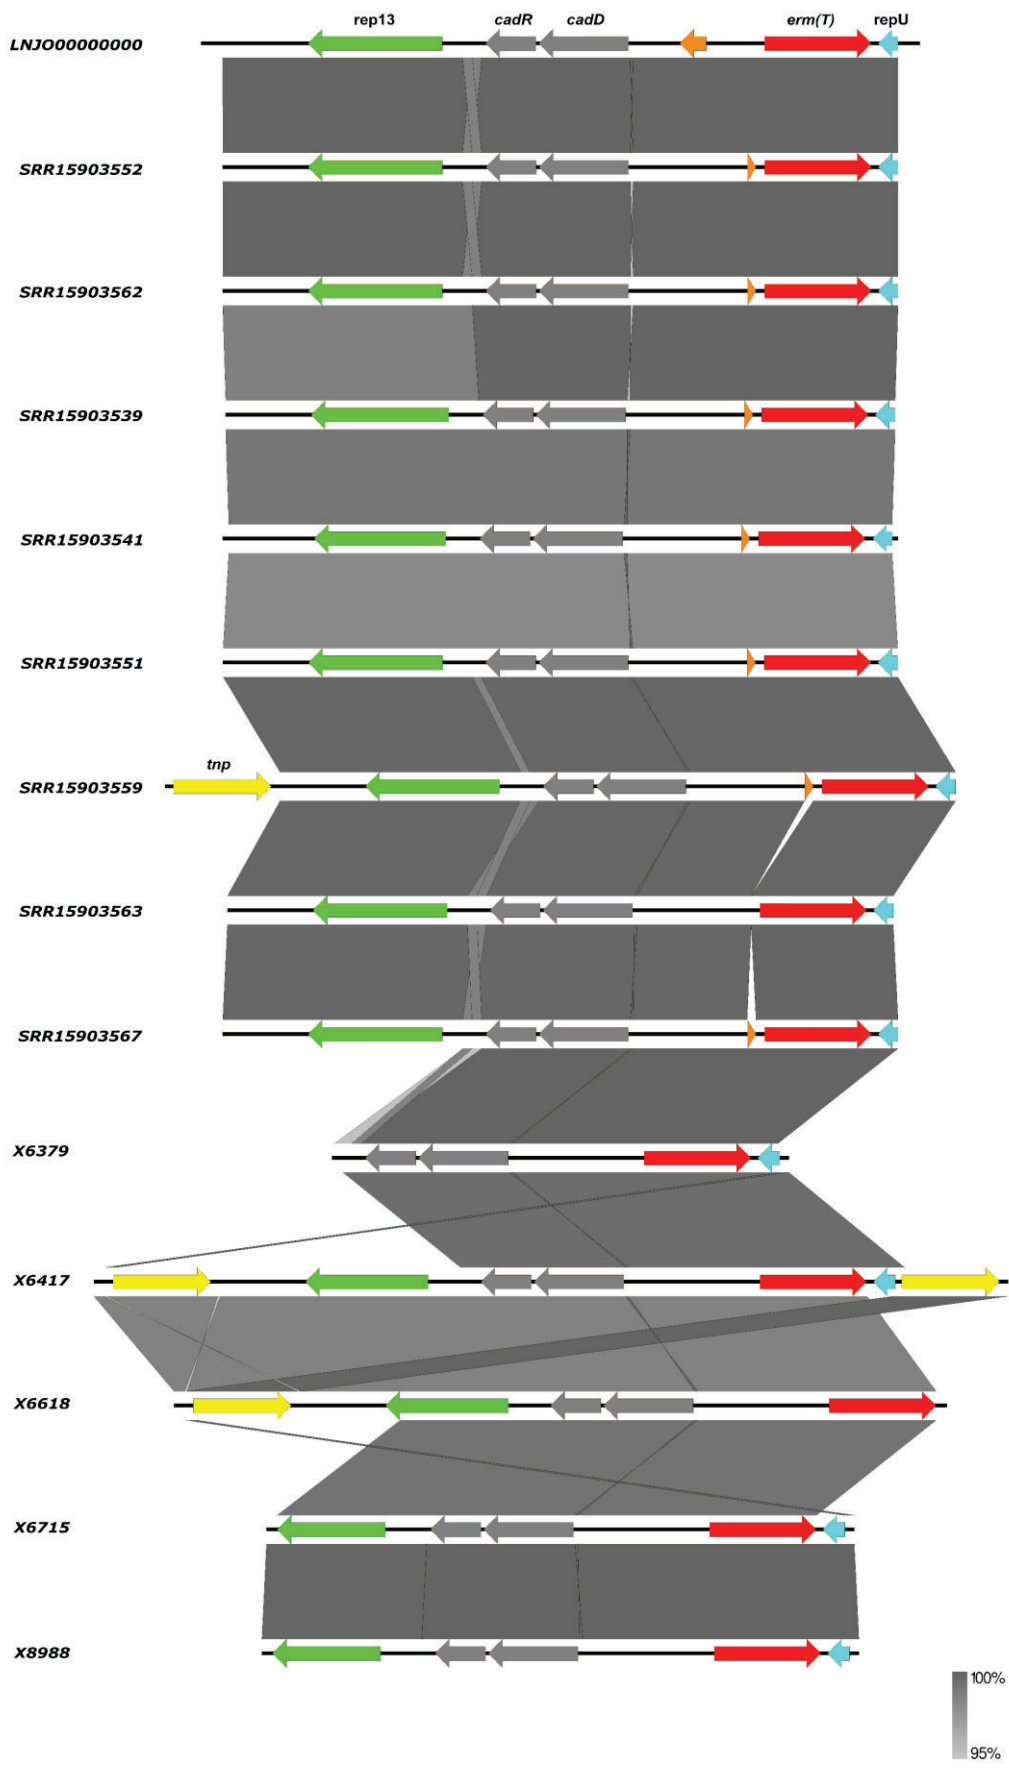 rep13 cadR cadD erm(T) repU
LNJO00000000
SRR15903552
SRR15903562
SRR15903539
SRR15903541
SRR15903551
tnp
SRR15903559
SRR15903563
SRR15903567
X6379
X6417
X6618
X6715
X8988
100%
95%